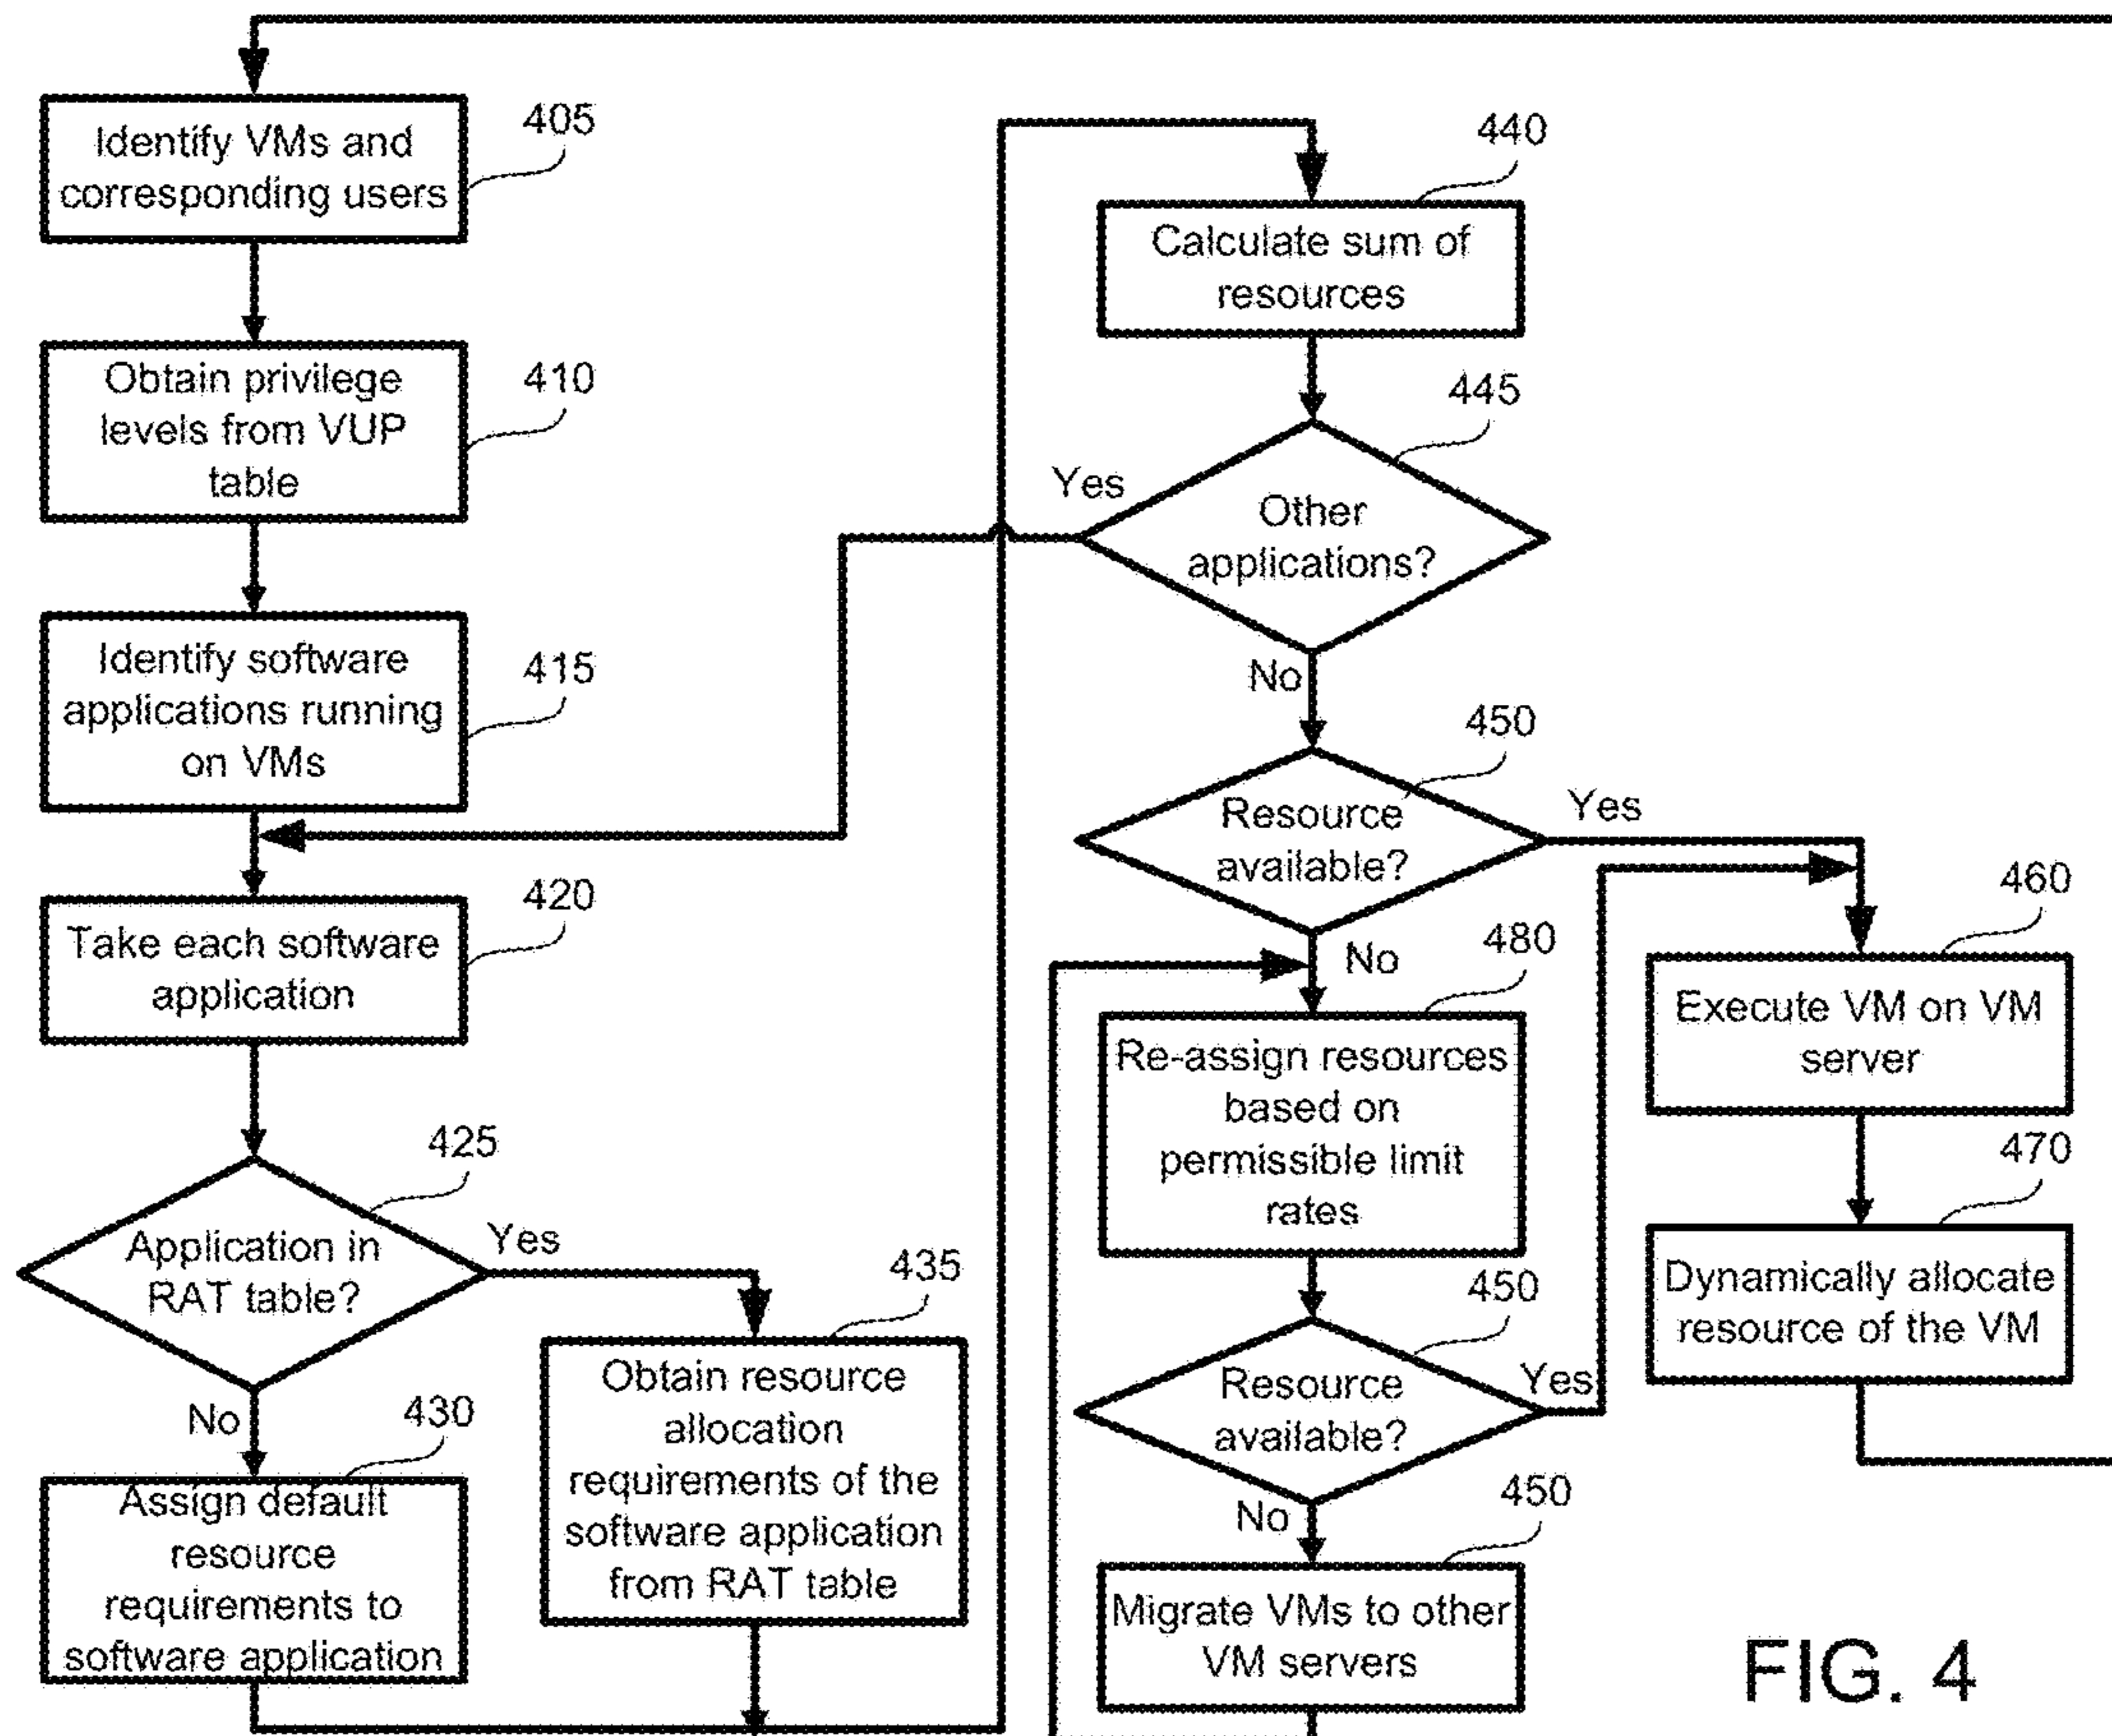 405
Identify VMs and
corresponding users
410
Obtain privilege
levels from VUP
table
415
Identify software
applications running
on VMs
420
Take each software
application
425
Application in
RAT table?
Yes
No
430
Assign default
resource
requirements to
software application
435
Obtain resource
allocation
requirements of the
software application
from RAT table
440
Calculate sum of
resources
445
Other
applications?
Yes
No
450
Resource
available?
Yes
No
480
Re-assign resources
based on
permissible limit
rates
450
Resource
available?
Yes
No
450
Migrate VMs to other
VM servers
460
Execute VM on VM
server
470
Dynamically allocate
resource of the VM
FIG. 4